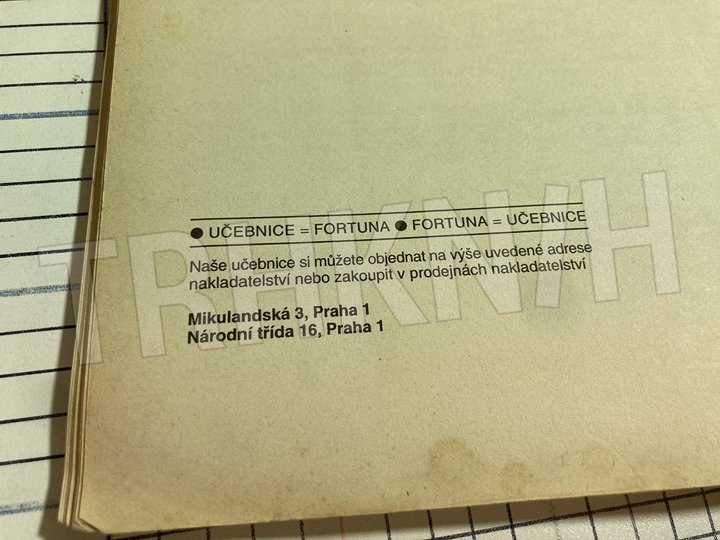 ● UČEBNICE = FORTUNA ● FORTUNA = UČEBNICE
Naše učebnice si můžete objednat na výše uvedené adrese
nakladatelství nebo zakoupit v prodejnách nakladatelství
Mikulandská 3, Praha 1
Národní třída 16, Praha 1
TRHKN/H